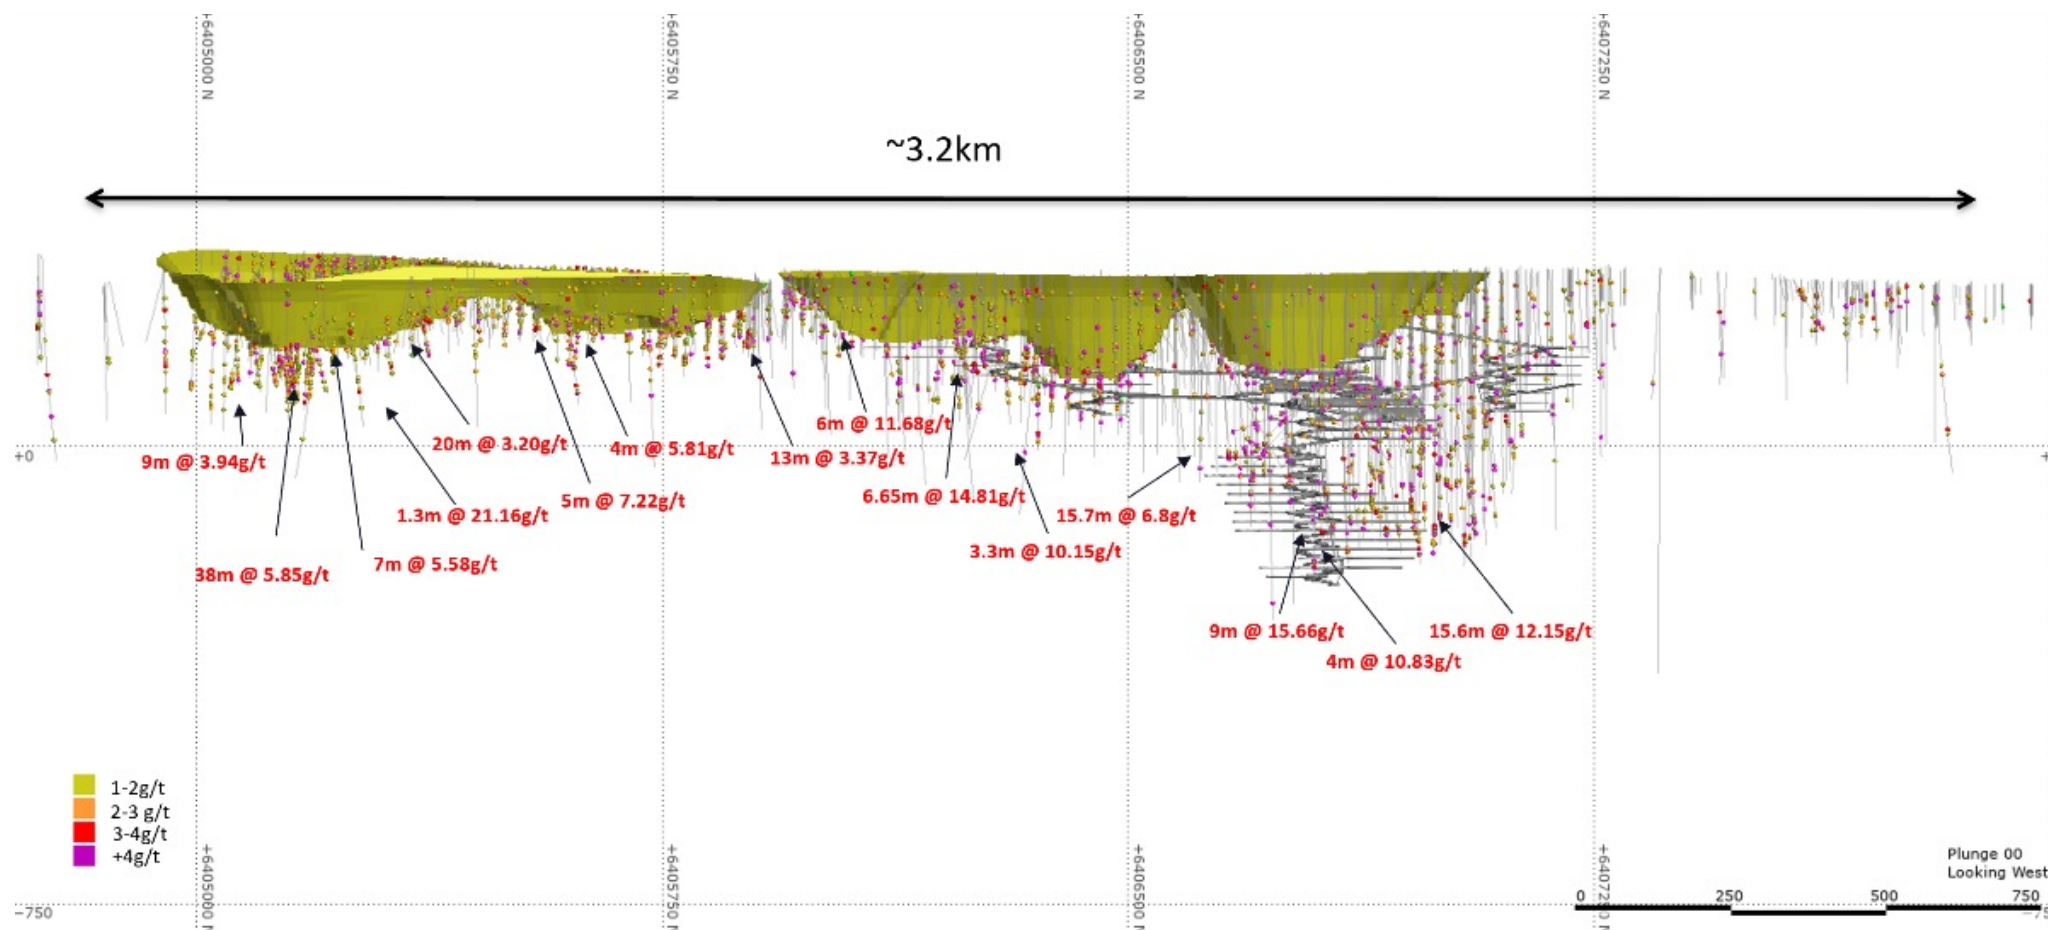 +6405000 N
+6405750 N
+6406500 N
+6407250 N
~3.2km
6m @ 11.68g/t
20m @ 3.20g/t
4m @ 5.81g/t
13m @ 3.37g/t
9m @ 3.94g/t
+0
6.65m @ 14.81g/t
5m @ 7.22g/t
1.3m @ 21.16g/t
15.7m @ 6.8g/t
3.3m @ 10.15g/t
7m @ 5.58g/t
38m @ 5.85g/t
9m @ 15.66g/t
15.6m @ 12.15g/t
4m @ 10.83g/t
1-2g/t
2-3 g/t
3-4g/t
+4g/t
Plunge 00
Looking West
0 250 500 750
-750
+6405000 N
+6405750 N
+6406500 N